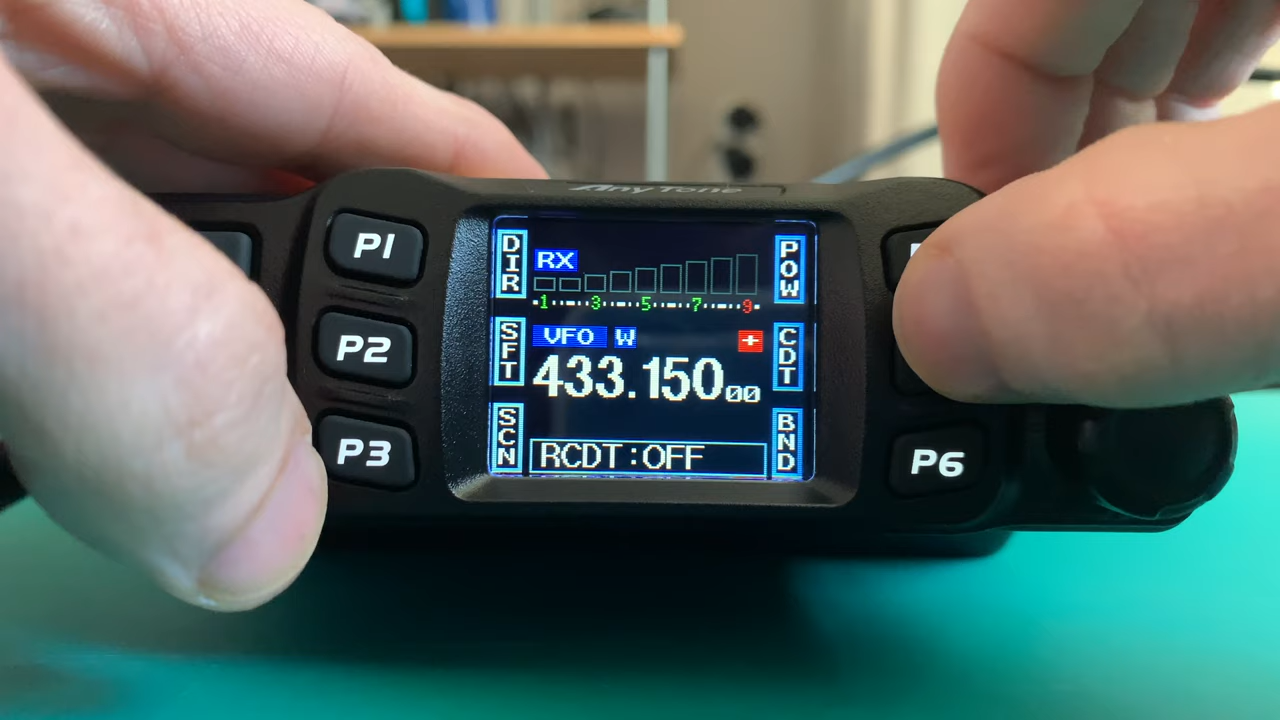 AnyTone
P1
P2
P3
DIR
SFT
SCN
RX
1 3 5 7 9
VFO W +
433.15000
RCDT:OFF
POW
CDT
BND
P6